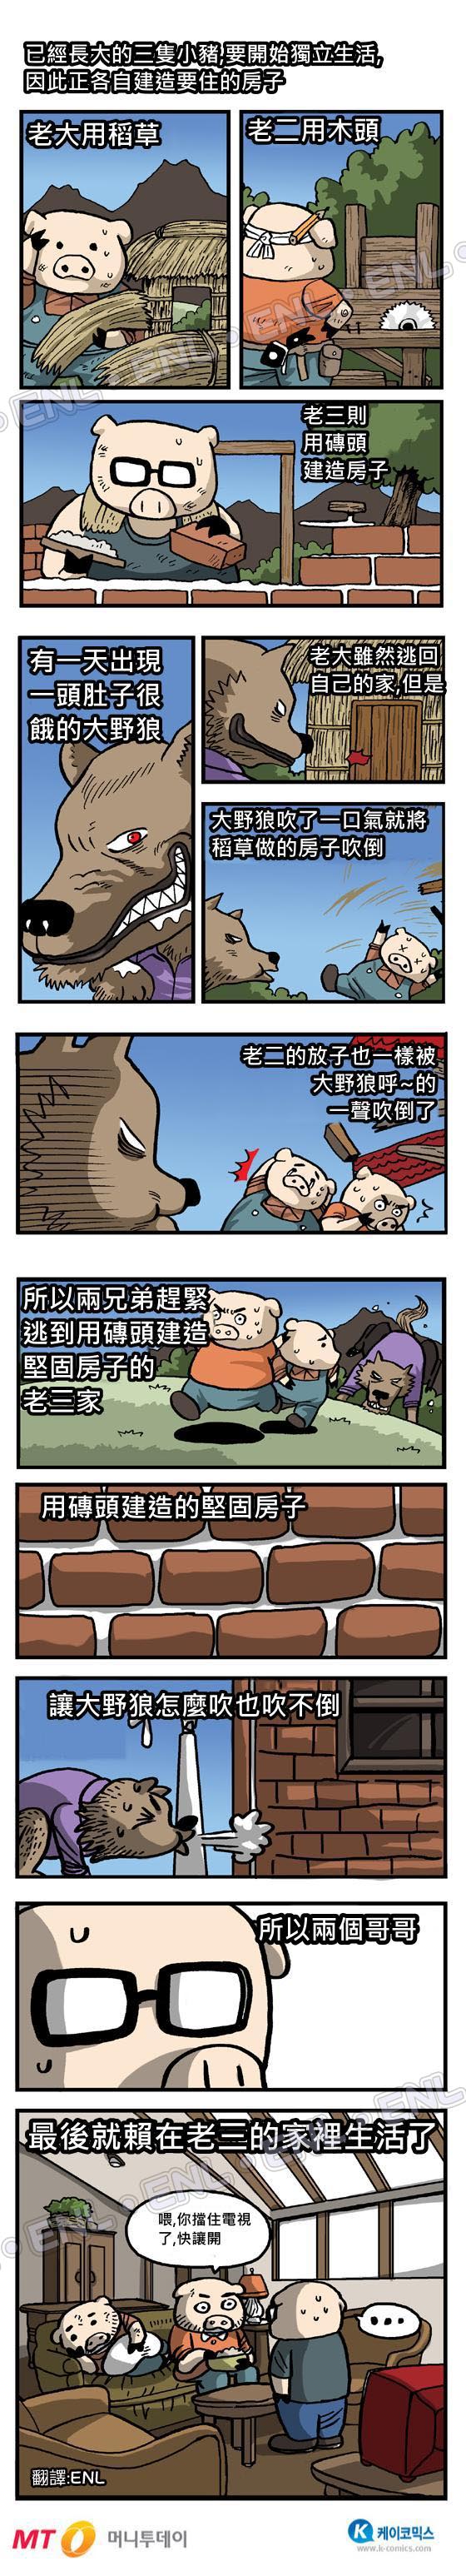 已經長大的三隻小豬,要開始獨立生活,
因此正各自建造要住的房子
老大用稻草
老二用木頭
老三則
用磚頭
建造房子
有一天出現
一頭肚子很
餓的大野狼
老大雖然逃回
自己的家,但是
大野狼吹了一口氣就將
稻草做的房子吹倒
老二的放子也一樣被
大野狼呼~的
一聲吹倒了
所以兩兄弟趕緊
逃到用磚頭建造
堅固房子的
老三家
用磚頭建造的堅固房子
讓大野狼怎麼吹也吹不倒
所以兩個哥哥
最後就賴在老三的家裡生活了
喂,你擋住電視
了,快讓開
...
翻譯:ENL
MT 머니투데이
케이코믹스
www.k-comics.com
ENL